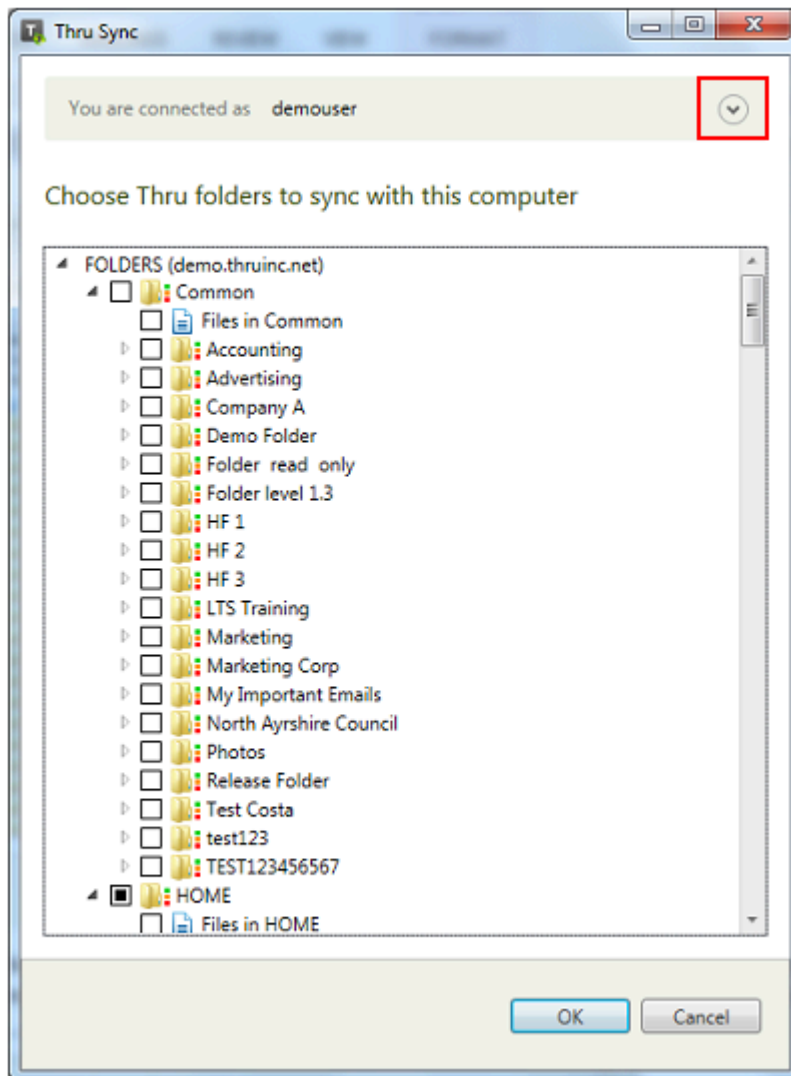 Thru Sync
You are connected as demouser
Choose Thru folders to sync with this computer
FOLDERS (demo.thruinc.net)
Common
Files in Common
Accounting
Advertising
Company A
Demo Folder
Folder read only
Folder level 1.3
HF 1
HF 2
HF 3
LTS Training
Marketing
Marketing Corp
My Important Emails
North Ayrshire Council
Photos
Release Folder
Test Costa
test123
TEST123456567
HOME
Files in HOME
OK Cancel